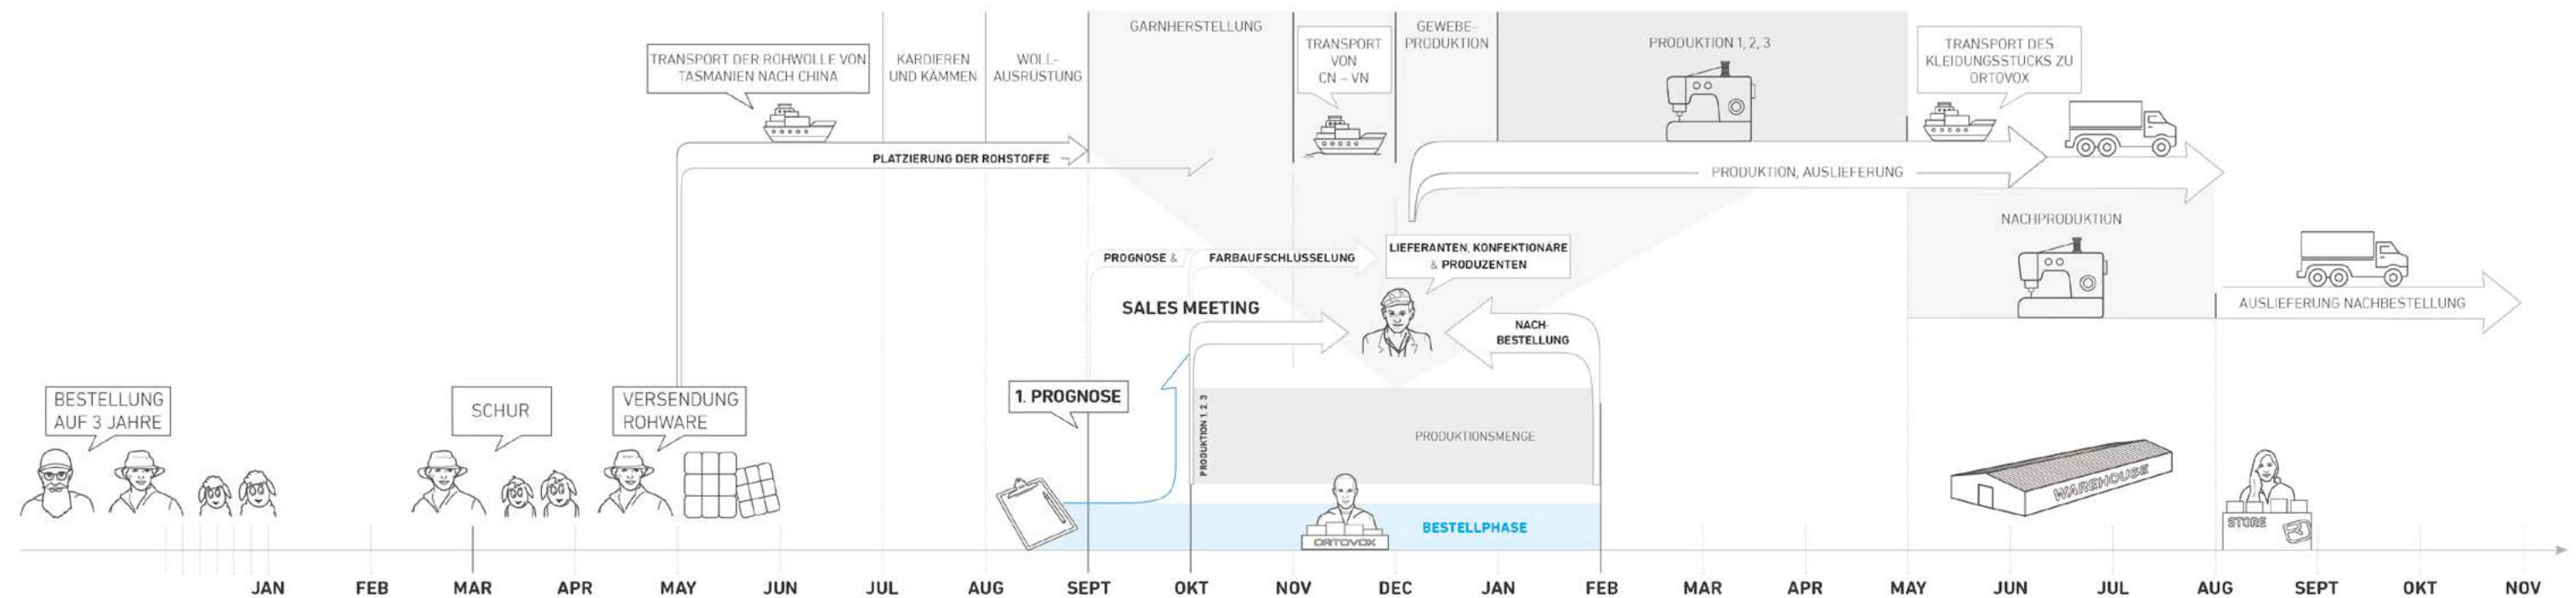 GARNHERSTELLUNG
GEWEBE-
PRODUKTION
TRANSPORT
VON
CN – VN
PRODUKTION 1, 2, 3
TRANSPORT DES
KLEIDUNGSSTÜCKS ZU
ORTOVOX
TRANSPORT DER ROHWOLLE VON
TASMANIEN NACH CHINA
KARDIEREN
UND KÄMMEN
WOLL-
AUSRÜSTUNG
PLATZIERUNG DER ROHSTOFFE
PRODUKTION, AUSLIEFERUNG
NACHPRODUKTION
PROGNOSE &
FARBAUFSCHLÜSSELUNG
LIEFERANTEN, KONFEKTIONÄRE
& PRODUZENTEN
SALES MEETING
NACH-
BESTELLUNG
AUSLIEFERUNG NACHBESTELLUNG
BESTELLUNG
AUF 3 JAHRE
SCHUR
VERSENDUNG
ROHWARE
1. PROGNOSE
PRODUKTION 1, 2, 3
PRODUKTIONSMENGE
WAREHOUSE
BESTELLPHASE
ORTOVOX
STORE
JAN FEB MAR APR MAY JUN JUL AUG SEPT OKT NOV DEC JAN FEB MAR APR MAY JUN JUL AUG SEPT OKT NOV